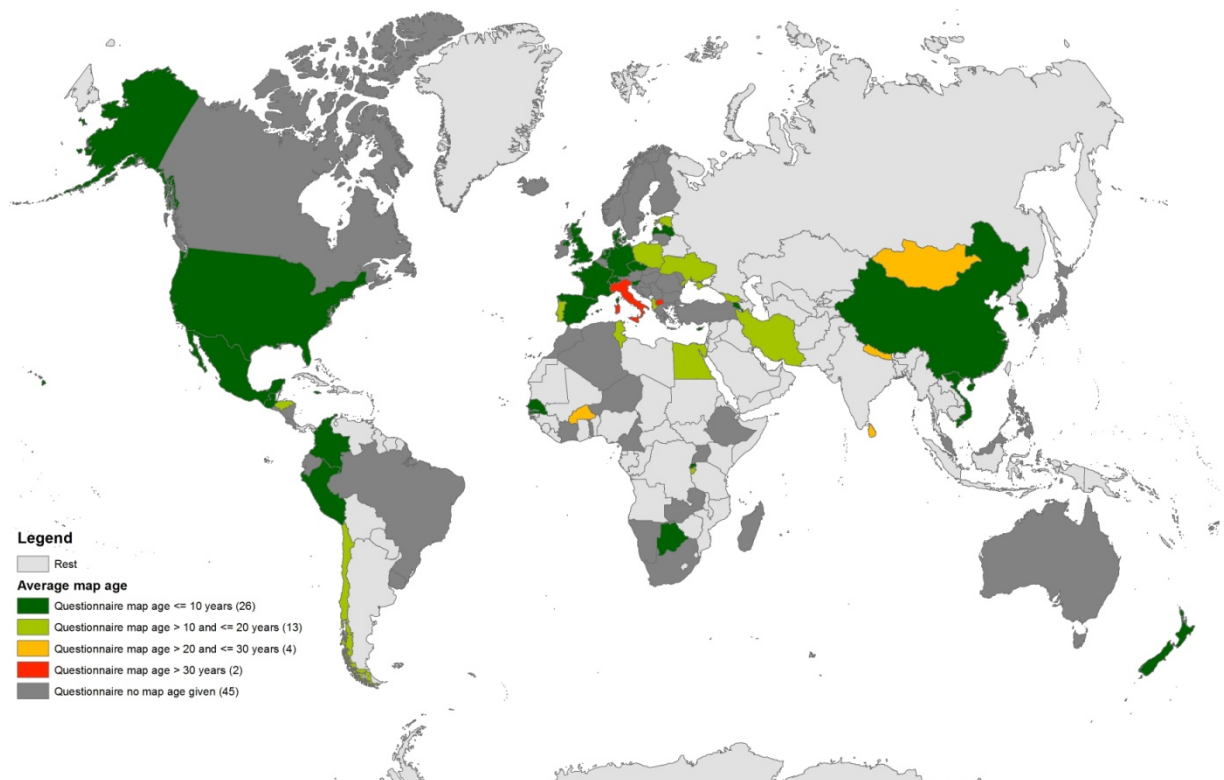 Legend
Rest
Average map age
Questionnaire map age <= 10 years (26)
Questionnaire map age > 10 and <= 20 years (13)
Questionnaire map age > 20 and <= 30 years (4)
Questionnaire map age > 30 years (2)
Questionnaire no map age given (45)